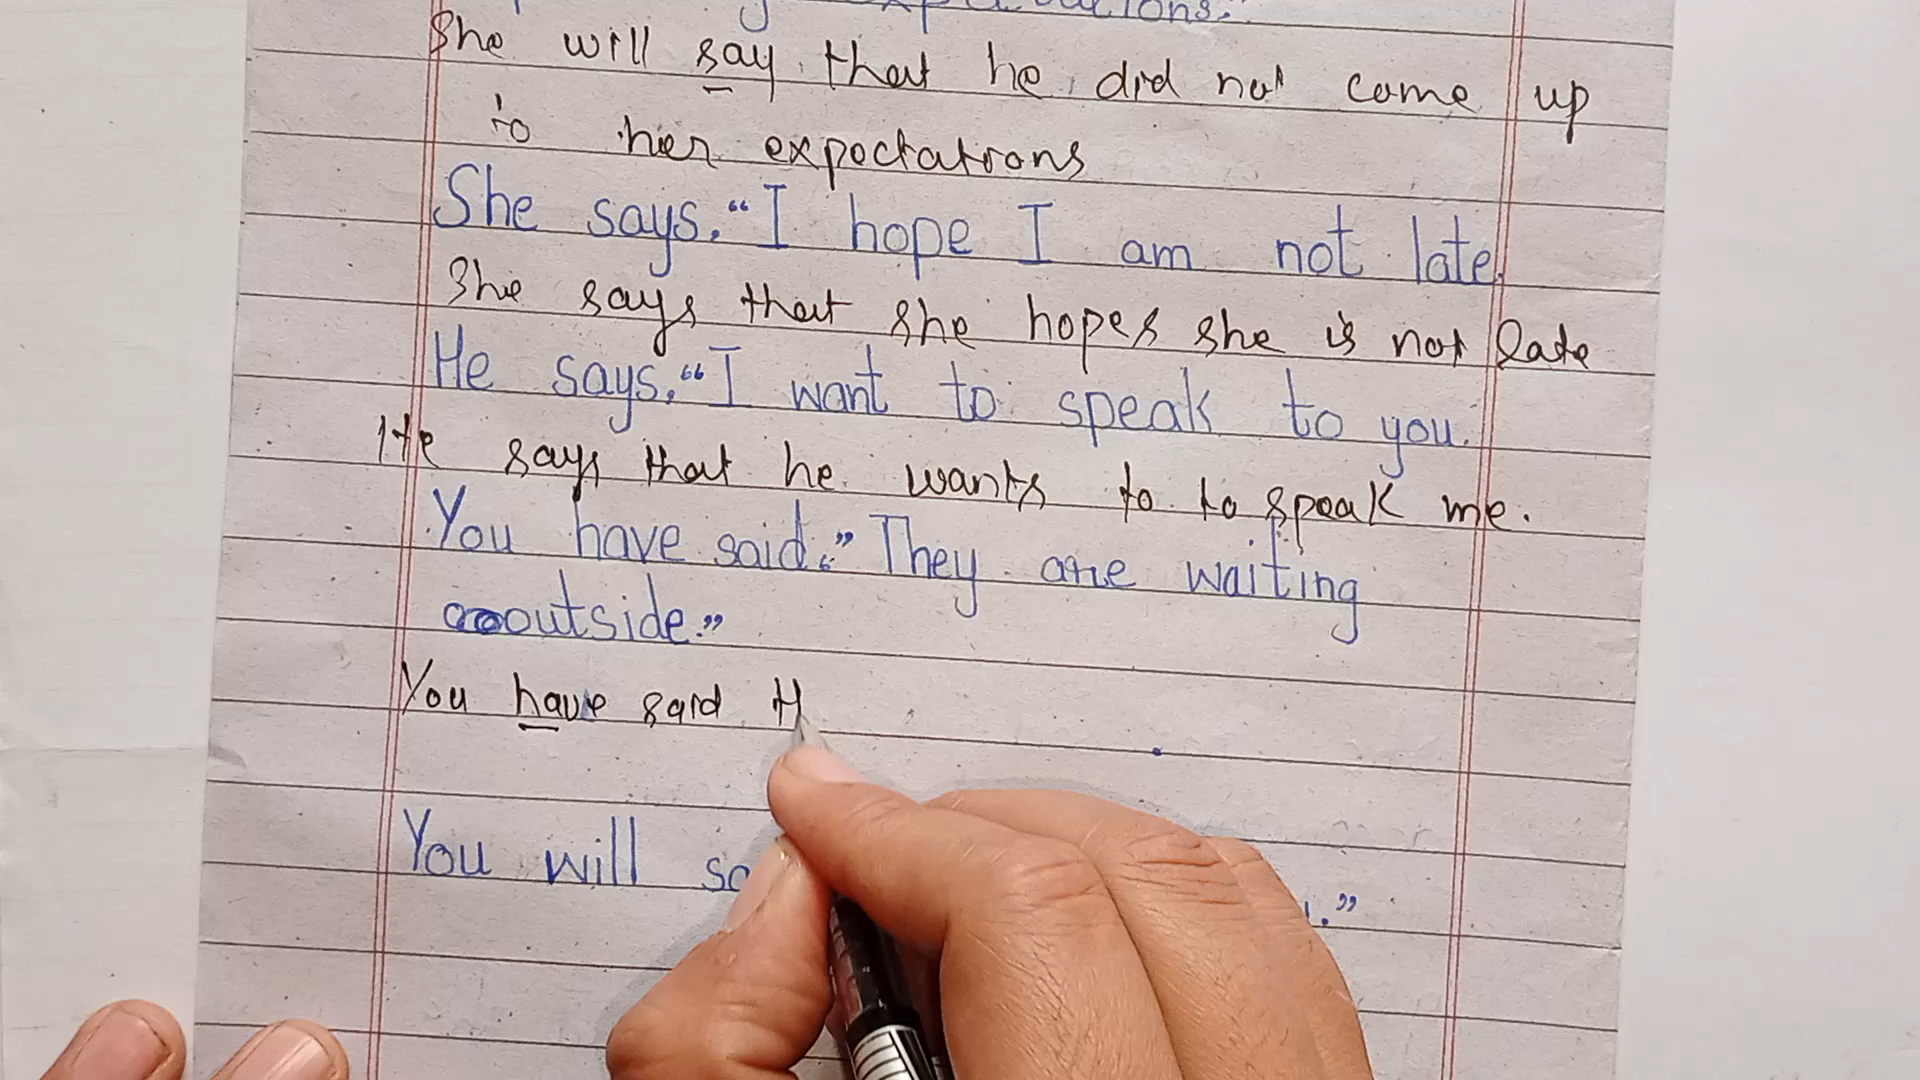 She will say that he did not come up
to her expectations
She says. “I hope I am not late.
She says that she hopes she is not late
He says. “I want to speak to you.
He says that he wants to to speak me.
You have said. ” They are waiting
outside.”
You have said
You will